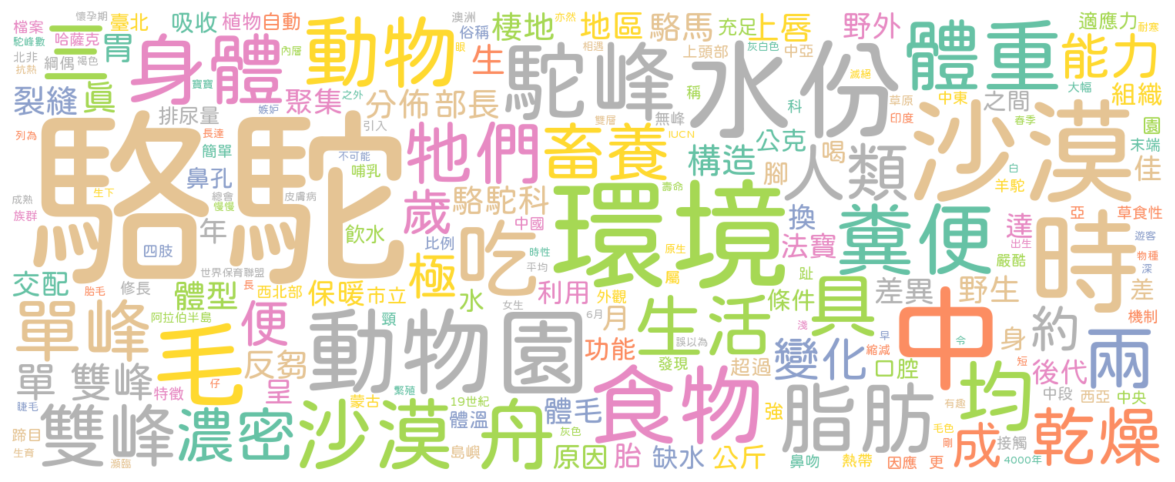 檔案
懷孕期
臺北
吸收
植物
自動
澳洲
俗稱
亦然
棲地
地區
駱馬
充足
上唇
野外
適應力
耐寒
駝峰數
哈薩克
三
胃
身體
動物
生
內層
眼
相遇
上頭部
灰白色
中亞
體重
能力
北非
抗熱
綱偶
褐色
寶寶
駝峰
水份
滅絕
中東
大幅
裂縫
真
聚集
之外
分佈
部長
稱
科
草原
之間
組織
排尿量
嫉妒
無峰
雙層
印度
春季
園
列為
長達
引入
IUCN
公克
沙漠
末端
簡單
駱駝
牠們
畜養
構造
喝
人類
佳
不可能
鼻孔
哺乳
腳
白
羊駝
成熟
生下
總會
慢慢
皮膚病
歲
駱駝科
壽命
環境
換
糞便
時
族群
年
中國
達
亞
草食性
四肢
飲水
比例
吃
時性
原生
法寶
嚴酷
出生
遊客
物種
世界保育聯盟
極
平均
屬
趾
差異
野生
深
差
交配
胎毛
修長
體型
西北部
長
保暖
市立
水
女生
利用
外觀
條件
具
阿拉伯半島
便
頸
6月
月
生活
淺
中
身
約
機制
單峰
毛
動物園
功能
發現
誤以為
早
令
兩
反芻
超過
變化
縮減
口腔
短
後代
單
雙峰
特徵
仔
呈
繁殖
食物
睫毛
蒙古
19世紀
體毛
強
脂肪
有趣
均
中段
西亞
中央
雙峰
濃密
沙漠
舟
體溫
灰色
毛色
剛
成
接觸
乾燥
蹄目
生育
瀕臨
島嶼
原因
胎
缺水
公斤
鼻吻
熱帶
因應
更
4000年